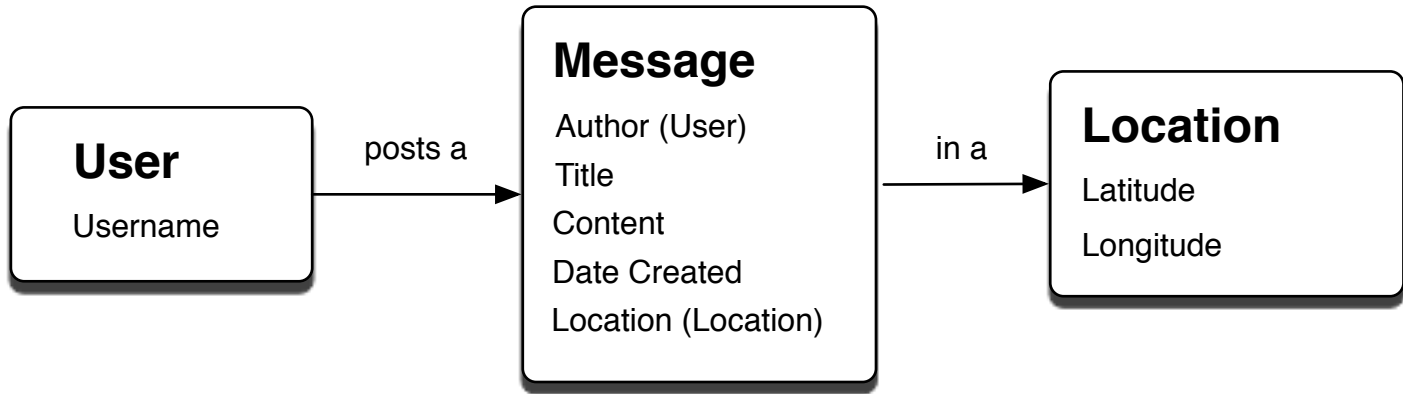 User
Username
posts a
Message
Author (User)
Title
Content
Date Created
Location (Location)
in a
Location
Latitude
Longitude